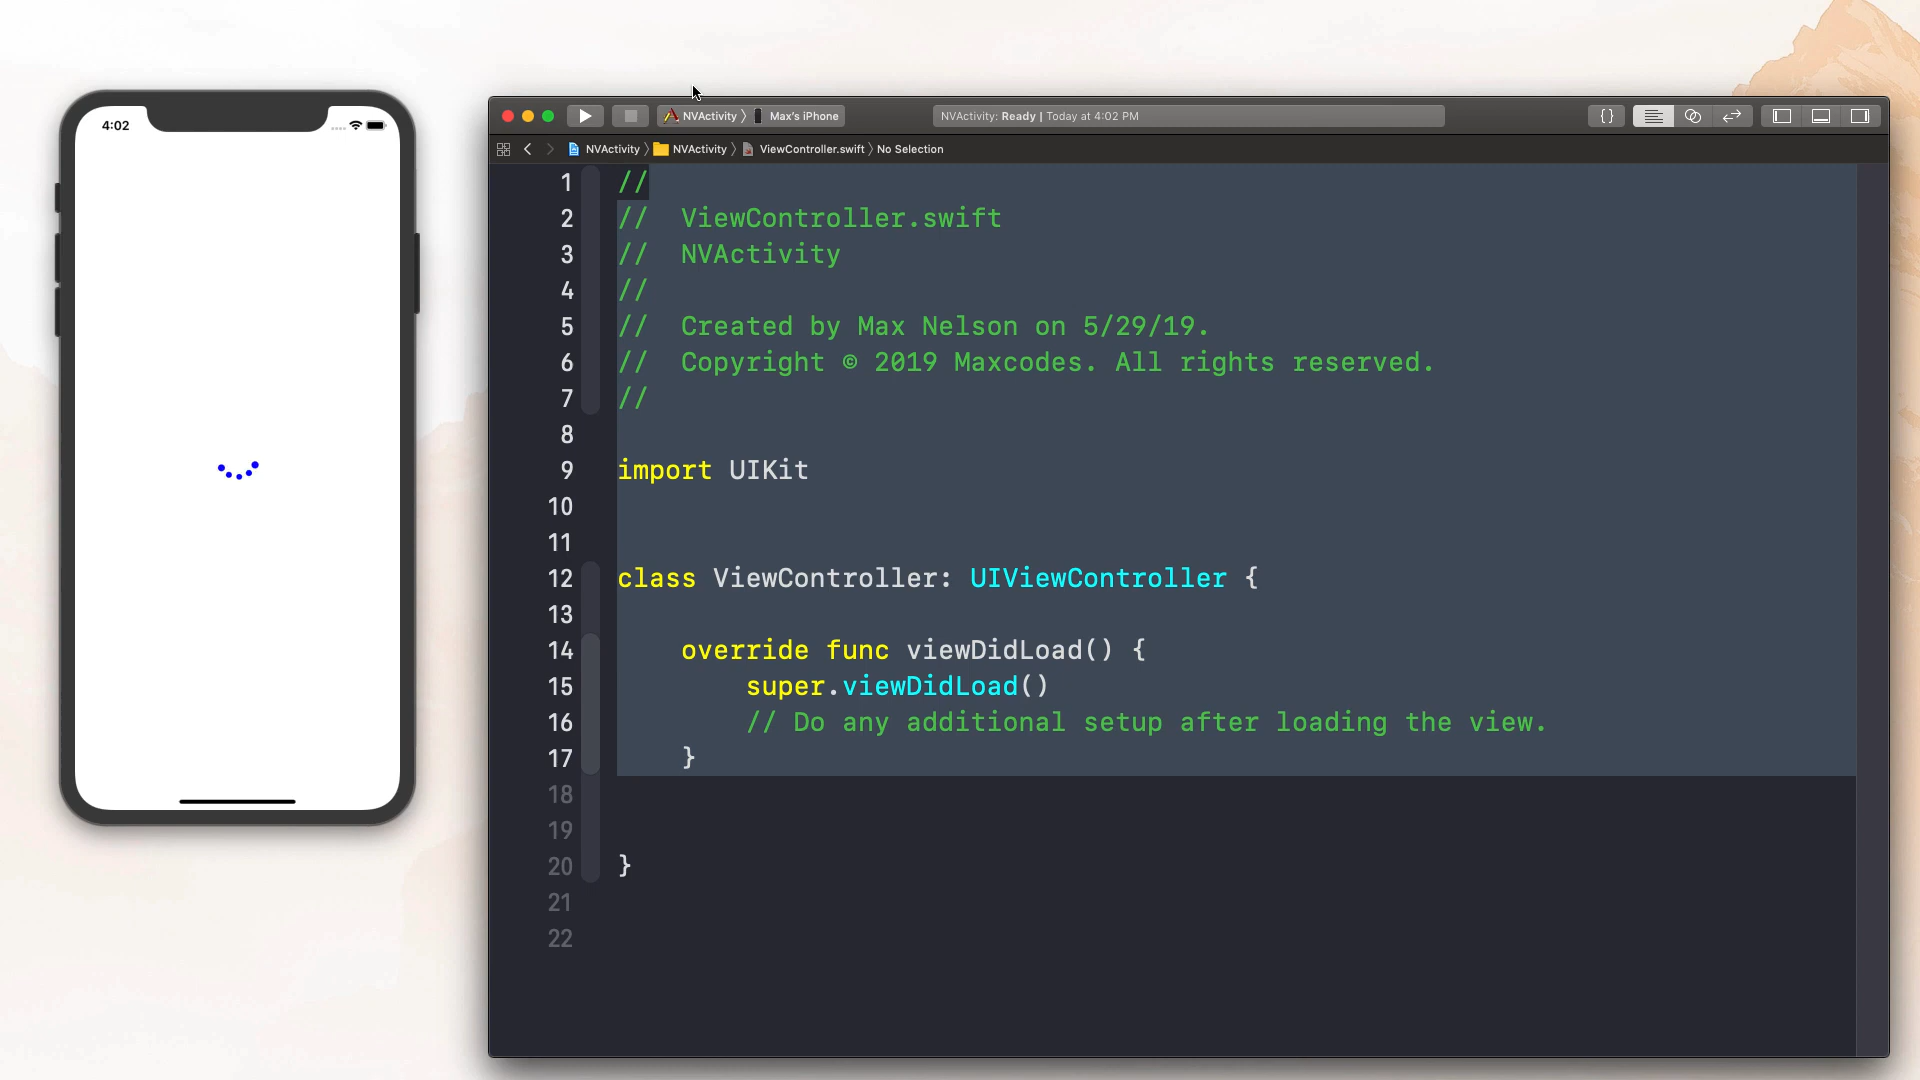 4:02
NVActivity 〉 Max's iPhone
NVActivity: Ready | Today at 4:02 PM
{}
NVActivity 〉 NVActivity 〉 ViewController.swift 〉 No Selection
1 //
2 //  ViewController.swift
3 //  NVActivity
4 //
5 //  Created by Max Nelson on 5/29/19.
6 //  Copyright © 2019 Maxcodes. All rights reserved.
7 //
8
9 import UIKit
10
11
12 class ViewController: UIViewController {
13
14     override func viewDidLoad() {
15         super.viewDidLoad()
16         // Do any additional setup after loading the view.
17     }
18
19
20 }
21
22